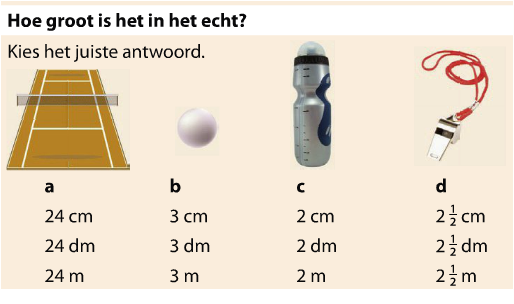 Hoe groot is het in het echt?
Kies het juiste antwoord.
a b c d
24 cm 3 cm 2 cm 2 ½ cm
24 dm 3 dm 2 dm 2 ½ dm
24 m 3 m 2 m 2 ½ m